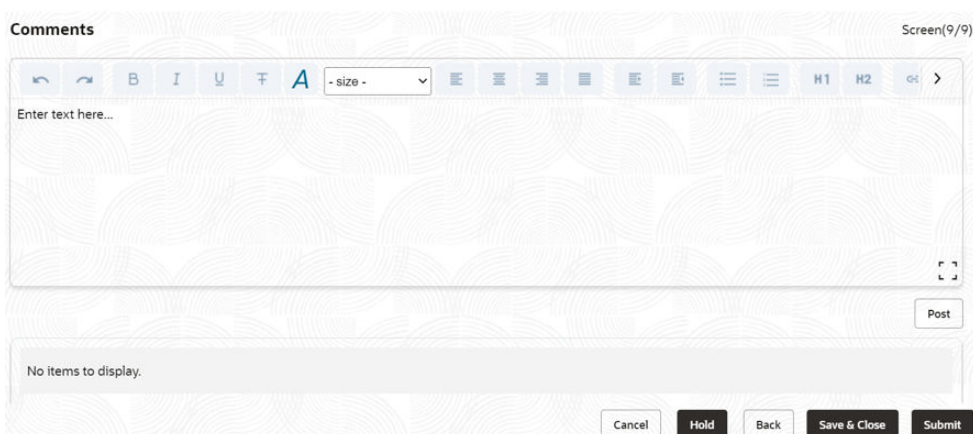 Comments Screen(9/9)
B I U T A - size - H1 H2
Enter text here...
Post
No items to display.
Cancel Hold Back Save & Close Submit